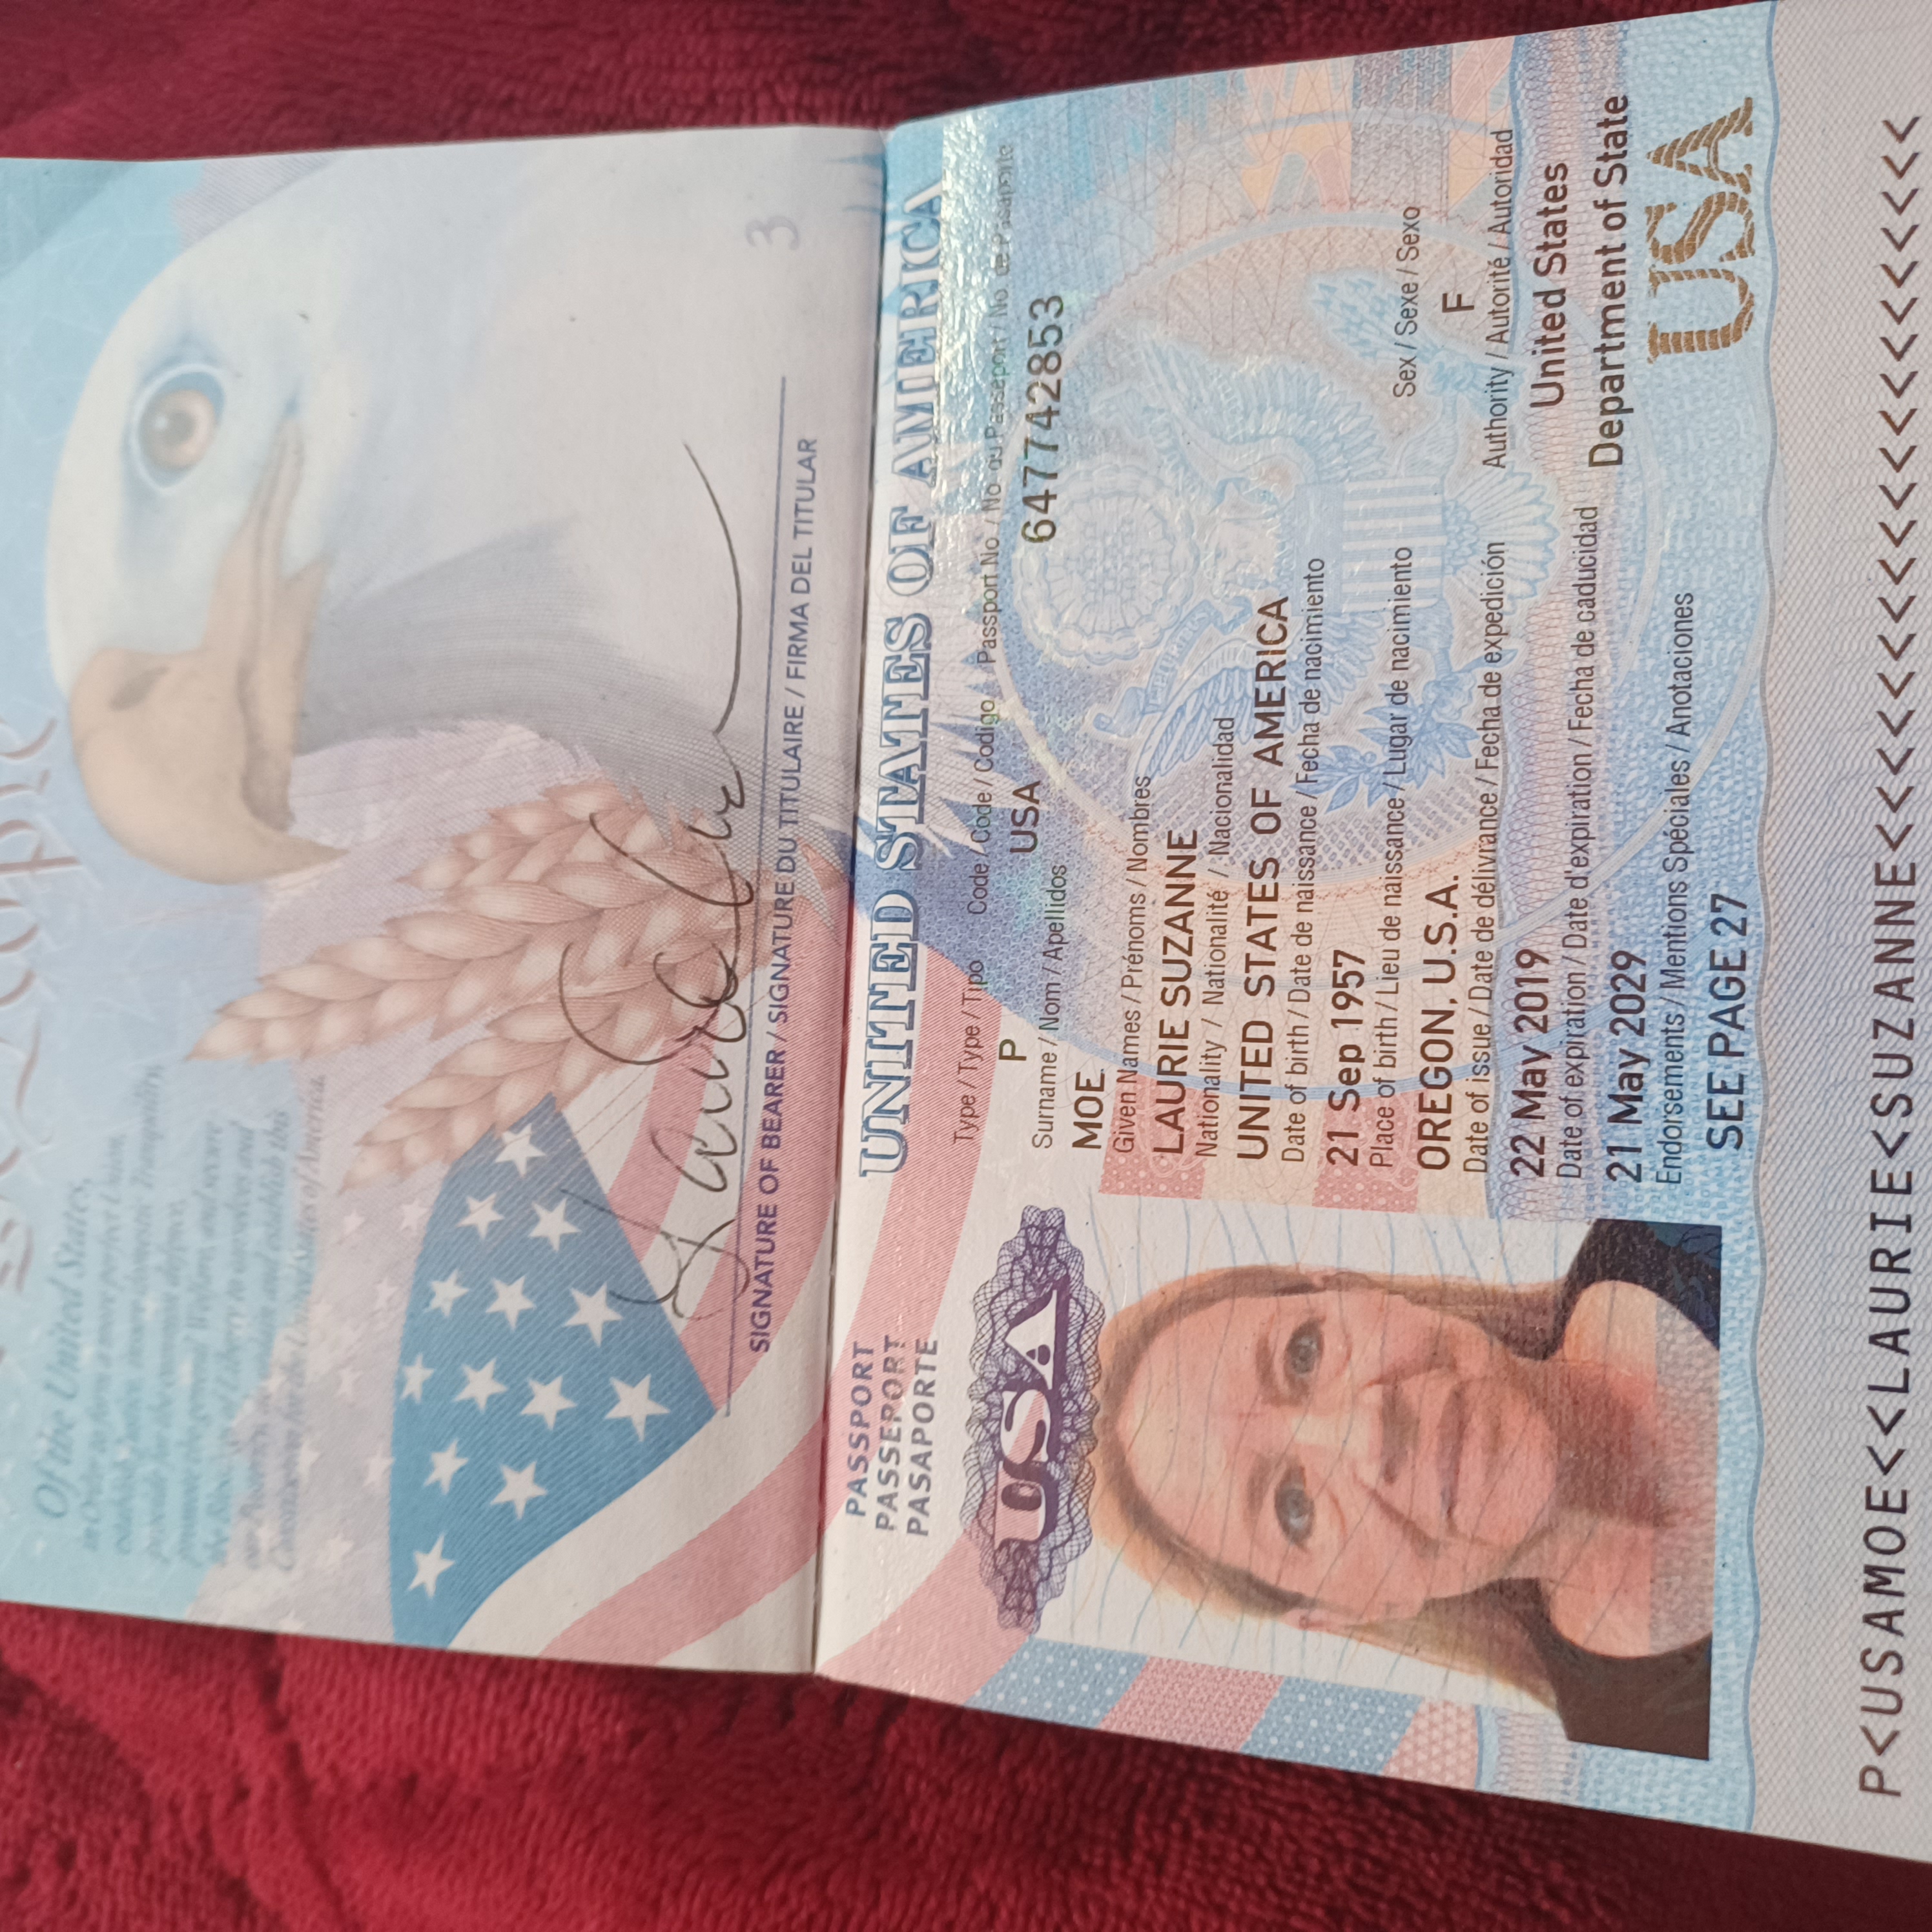 We the People
Of the United States,
in Order to form a more perfect Union,
establish Justice, insure domestic Tranquility,
provide for the common defence,
promote the general Welfare, and secure
the Blessings of Liberty to ourselves and
our Posterity, do ordain and establish this
Constitution for the United States of America.
SIGNATURE OF BEARER / SIGNATURE DU TITULAIRE / FIRMA DEL TITULAR
3
PASSPORT
PASSEPORT
PASAPORTE
UNITED STATES OF AMERICA
USA
Type / Type / Tipo Code / Code / Codigo Passport No. / No. du Passeport / No. de Pasaporte
P USA 647742853
Surname / Nom / Apellidos
MOE
Given Names / Prénoms / Nombres
LAURIE SUZANNE
Nationality / Nationalité / Nacionalidad
UNITED STATES OF AMERICA
Date of birth / Date de naissance / Fecha de nacimiento
21 Sep 1957
Place of birth / Lieu de naissance / Lugar de nacimiento
OREGON, U.S.A.
Sex / Sexe / Sexo
F
Date of issue / Date de délivrance / Fecha de expedición
22 May 2019
Authority / Autorité / Autoridad
United States
Department of State
Date of expiration / Date d'expiration / Fecha de caducidad
21 May 2029
Endorsements / Mentions Spéciales / Anotaciones
SEE PAGE 27
USA
P<USAMOE<<LAURIE<SUZANNE<<<<<<<<<<<<<<<<<<<<